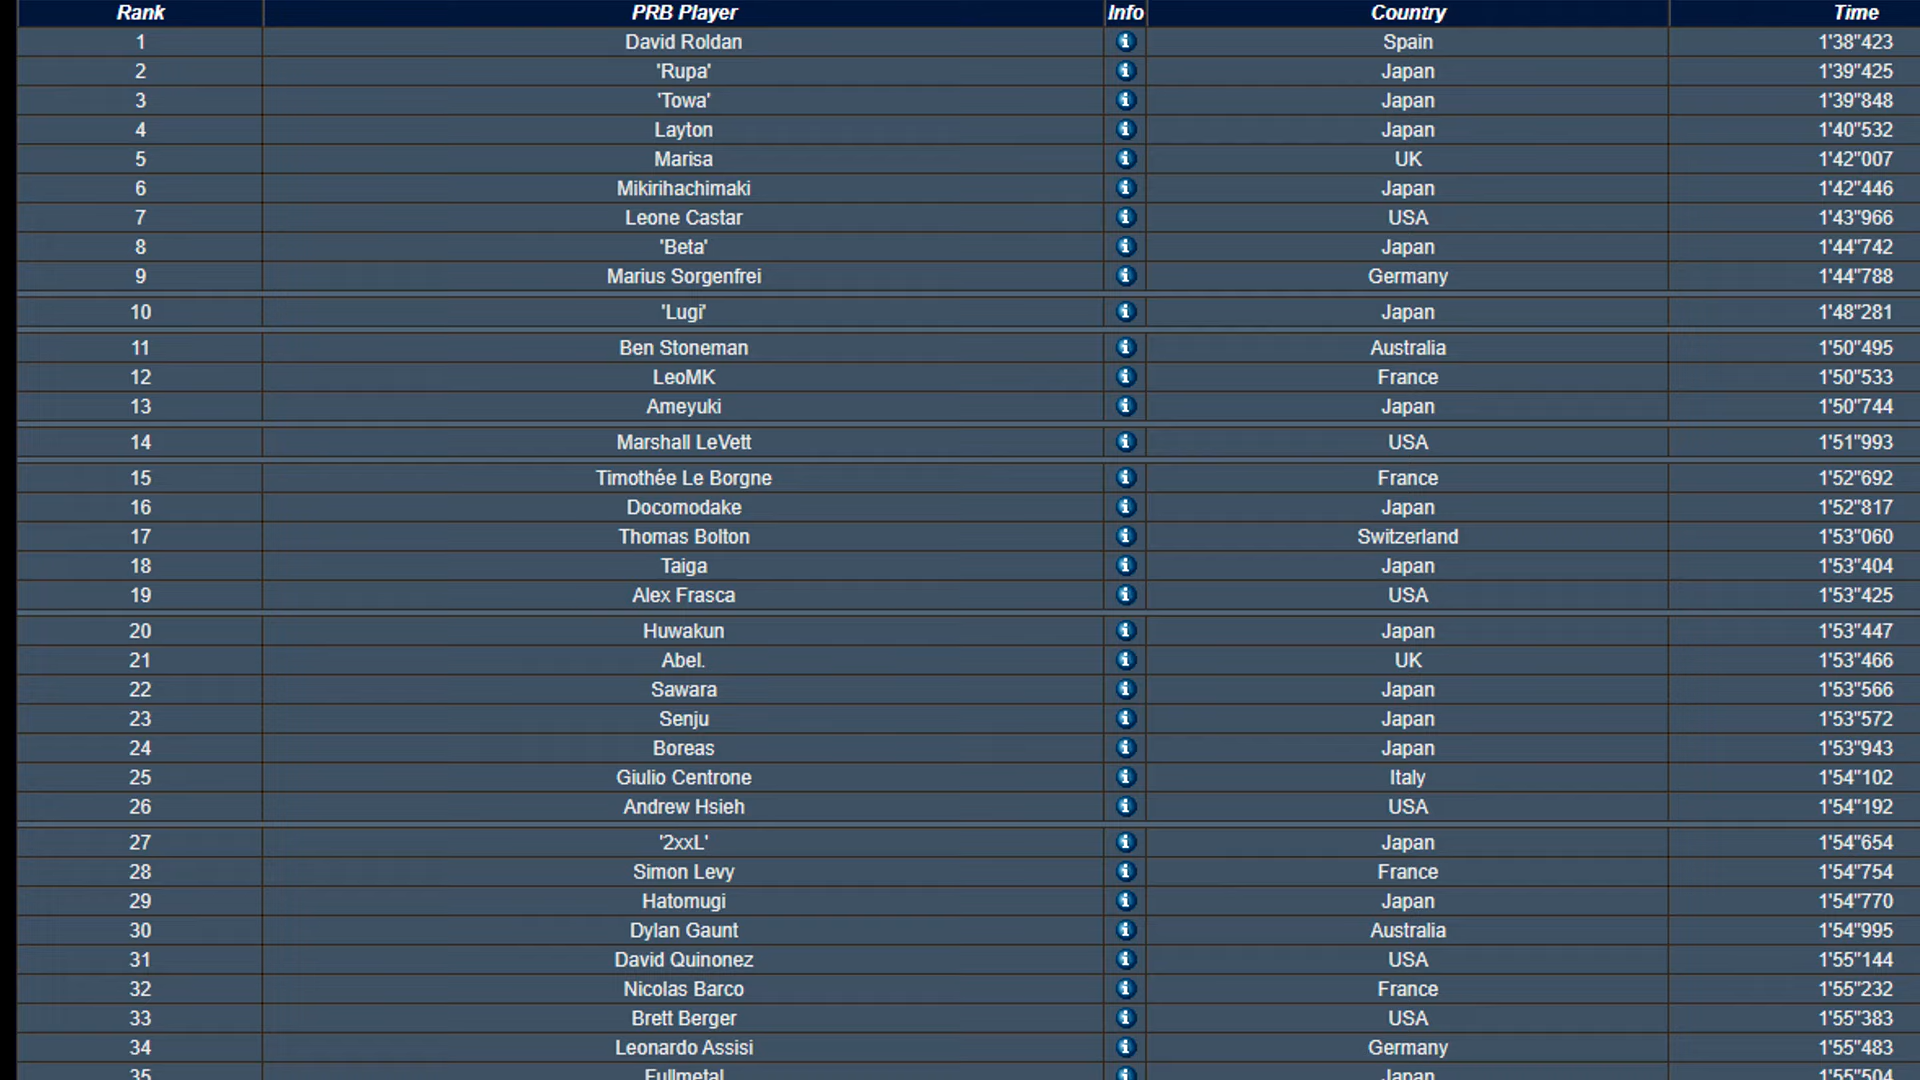 Rank PRB Player Info Country Time
1 David Roldan Spain 1'38"423
2 'Rupa' Japan 1'39"425
3 'Towa' Japan 1'39"848
4 Layton Japan 1'40"532
5 Marisa UK 1'42"007
6 Mikirihachimaki Japan 1'42"446
7 Leone Castar USA 1'43"966
8 'Beta' Japan 1'44"742
9 Marius Sorgenfrei Germany 1'44"788
10 'Lugi' Japan 1'48"281
11 Ben Stoneman Australia 1'50"495
12 LeoMK France 1'50"533
13 Ameyuki Japan 1'50"744
14 Marshall LeVett USA 1'51"993
15 Timothée Le Borgne France 1'52"692
16 Docomodake Japan 1'52"817
17 Thomas Bolton Switzerland 1'53"060
18 Taiga Japan 1'53"404
19 Alex Frasca USA 1'53"425
20 Huwakun Japan 1'53"447
21 Abel. UK 1'53"466
22 Sawara Japan 1'53"566
23 Senju Japan 1'53"572
24 Boreas Japan 1'53"943
25 Giulio Centrone Italy 1'54"102
26 Andrew Hsieh USA 1'54"192
27 '2xxL' Japan 1'54"654
28 Simon Levy France 1'54"754
29 Hatomugi Japan 1'54"770
30 Dylan Gaunt Australia 1'54"995
31 David Quinonez USA 1'55"144
32 Nicolas Barco France 1'55"232
33 Brett Berger USA 1'55"383
34 Leonardo Assisi Germany 1'55"483
35 Fullmetal Japan 1'55"504